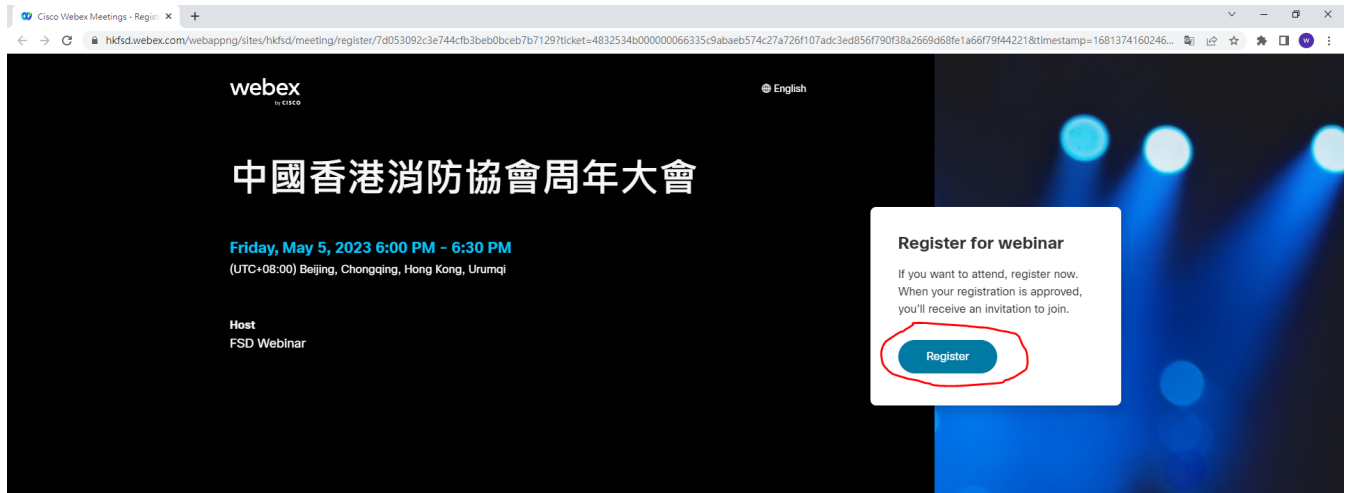 Cisco Webex Meetings - Regist
hkfsd.webex.com/webappng/sites/hkfsd/meeting/register/7d053092c3e744cfb3beb0bceb7b7129?ticket=4832534b000000066335c9abaeb574c27a726f107adc3ed856f790f38a2669d68fe1a66f79f44221&timestamp=1681374160246...
W
webex
by CISCO
English
中國香港消防協會周年大會
Friday, May 5, 2023 6:00 PM - 6:30 PM
(UTC+08:00) Beijing, Chongqing, Hong Kong, Urumqi
Host
FSD Webinar
Register for webinar
If you want to attend, register now.
When your registration is approved,
you'll receive an invitation to join.
Register